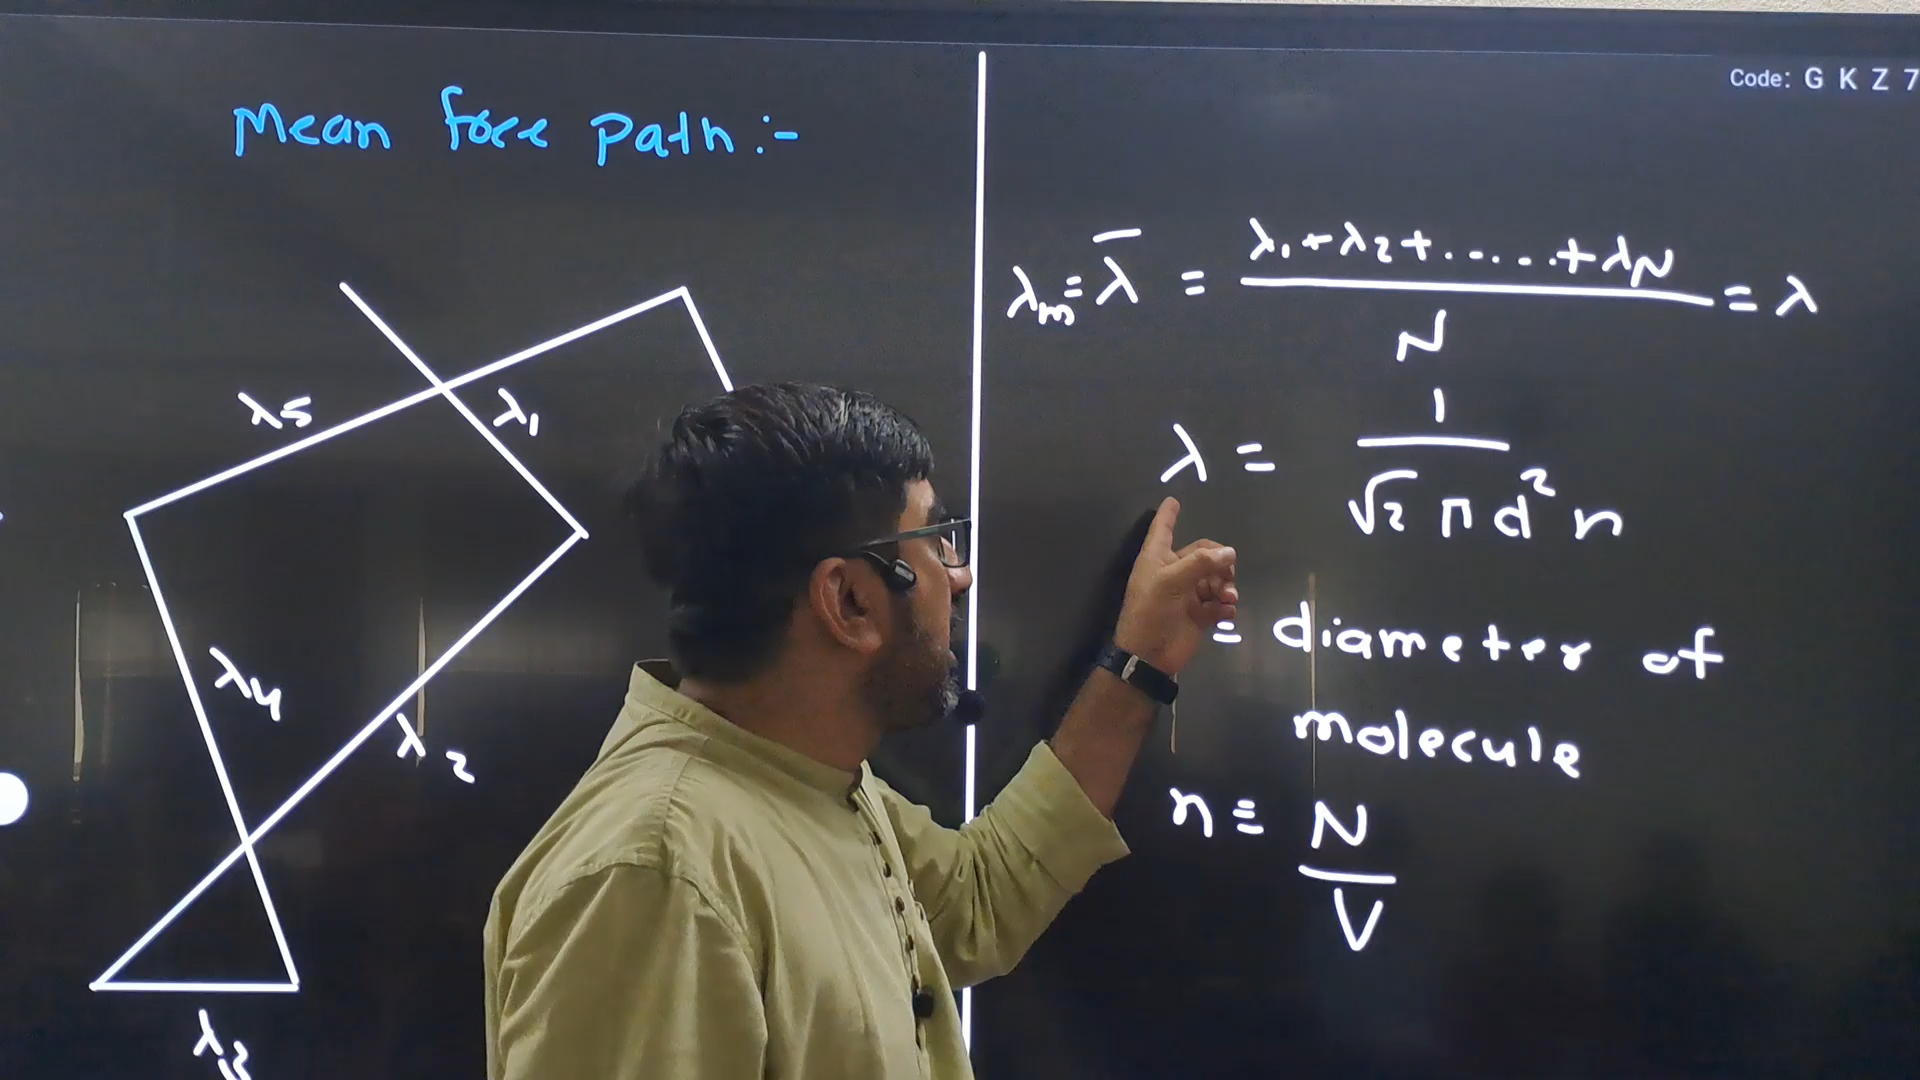 Code: G K Z 7
Mean free path :-
λ5
λ1
λ4
λ2
λ3
λm = λ̄ = (λ1 + λ2 + ..... + λN) / N = λ
λ = 1 / (√2 π d² n)
= diameter of
molecule
n ≡ N / V